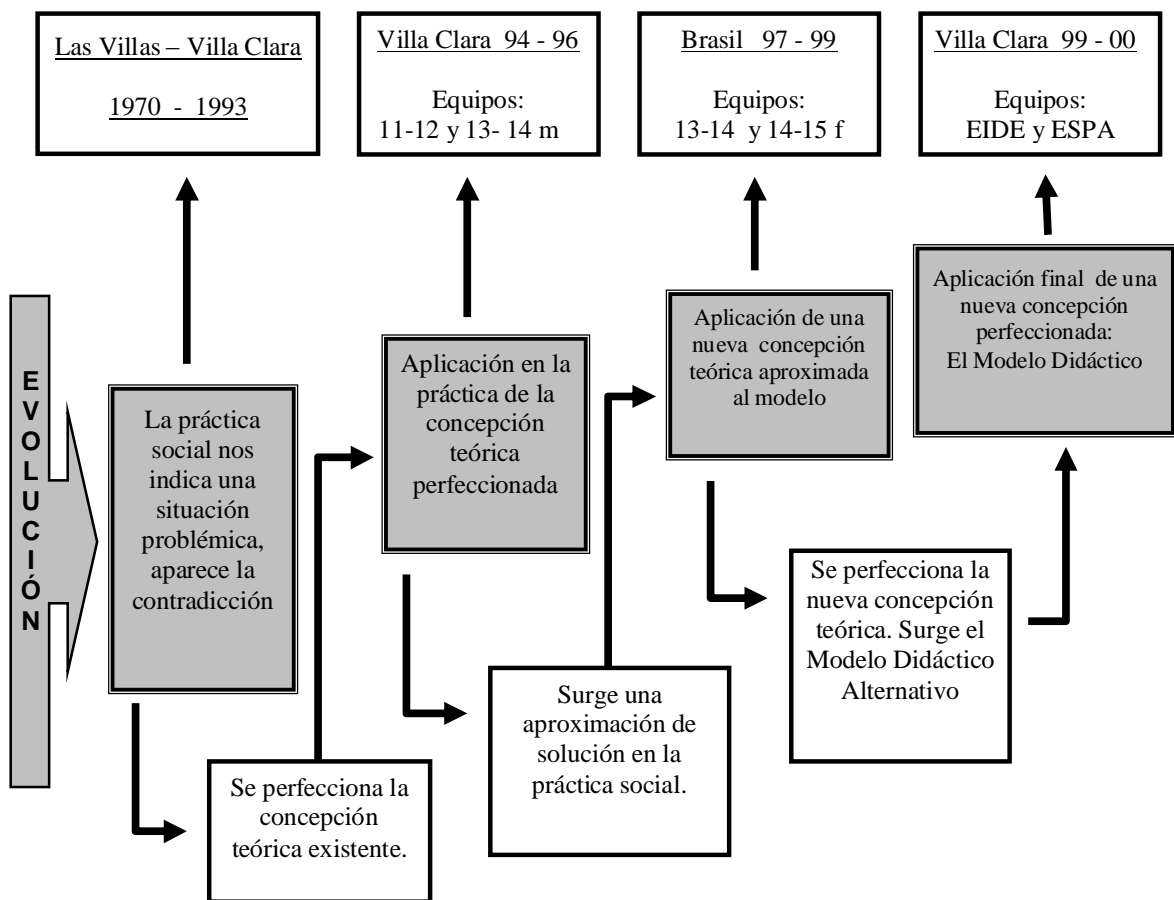 Las Villas – Villa Clara
1970 - 1993
Villa Clara 94 - 96
Equipos:
11-12 y 13- 14 m
Brasil 97 - 99
Equipos:
13-14 y 14-15 f
Villa Clara 99 - 00
Equipos:
EIDE y ESPA
EVOLUCIÓN
La práctica
social nos
indica una
situación
problémica,
aparece la
contradicción
Aplicación en la
práctica de la
concepción
teórica
perfeccionada
Aplicación de una
nueva concepción
teórica aproximada
al modelo
Aplicación final de una
nueva concepción
perfeccionada:
El Modelo Didáctico
Se perfecciona la
concepción
teórica existente.
Surge una
aproximación de
solución en la
práctica social.
Se perfecciona la
nueva concepción
teórica. Surge el
Modelo Didáctico
Alternativo